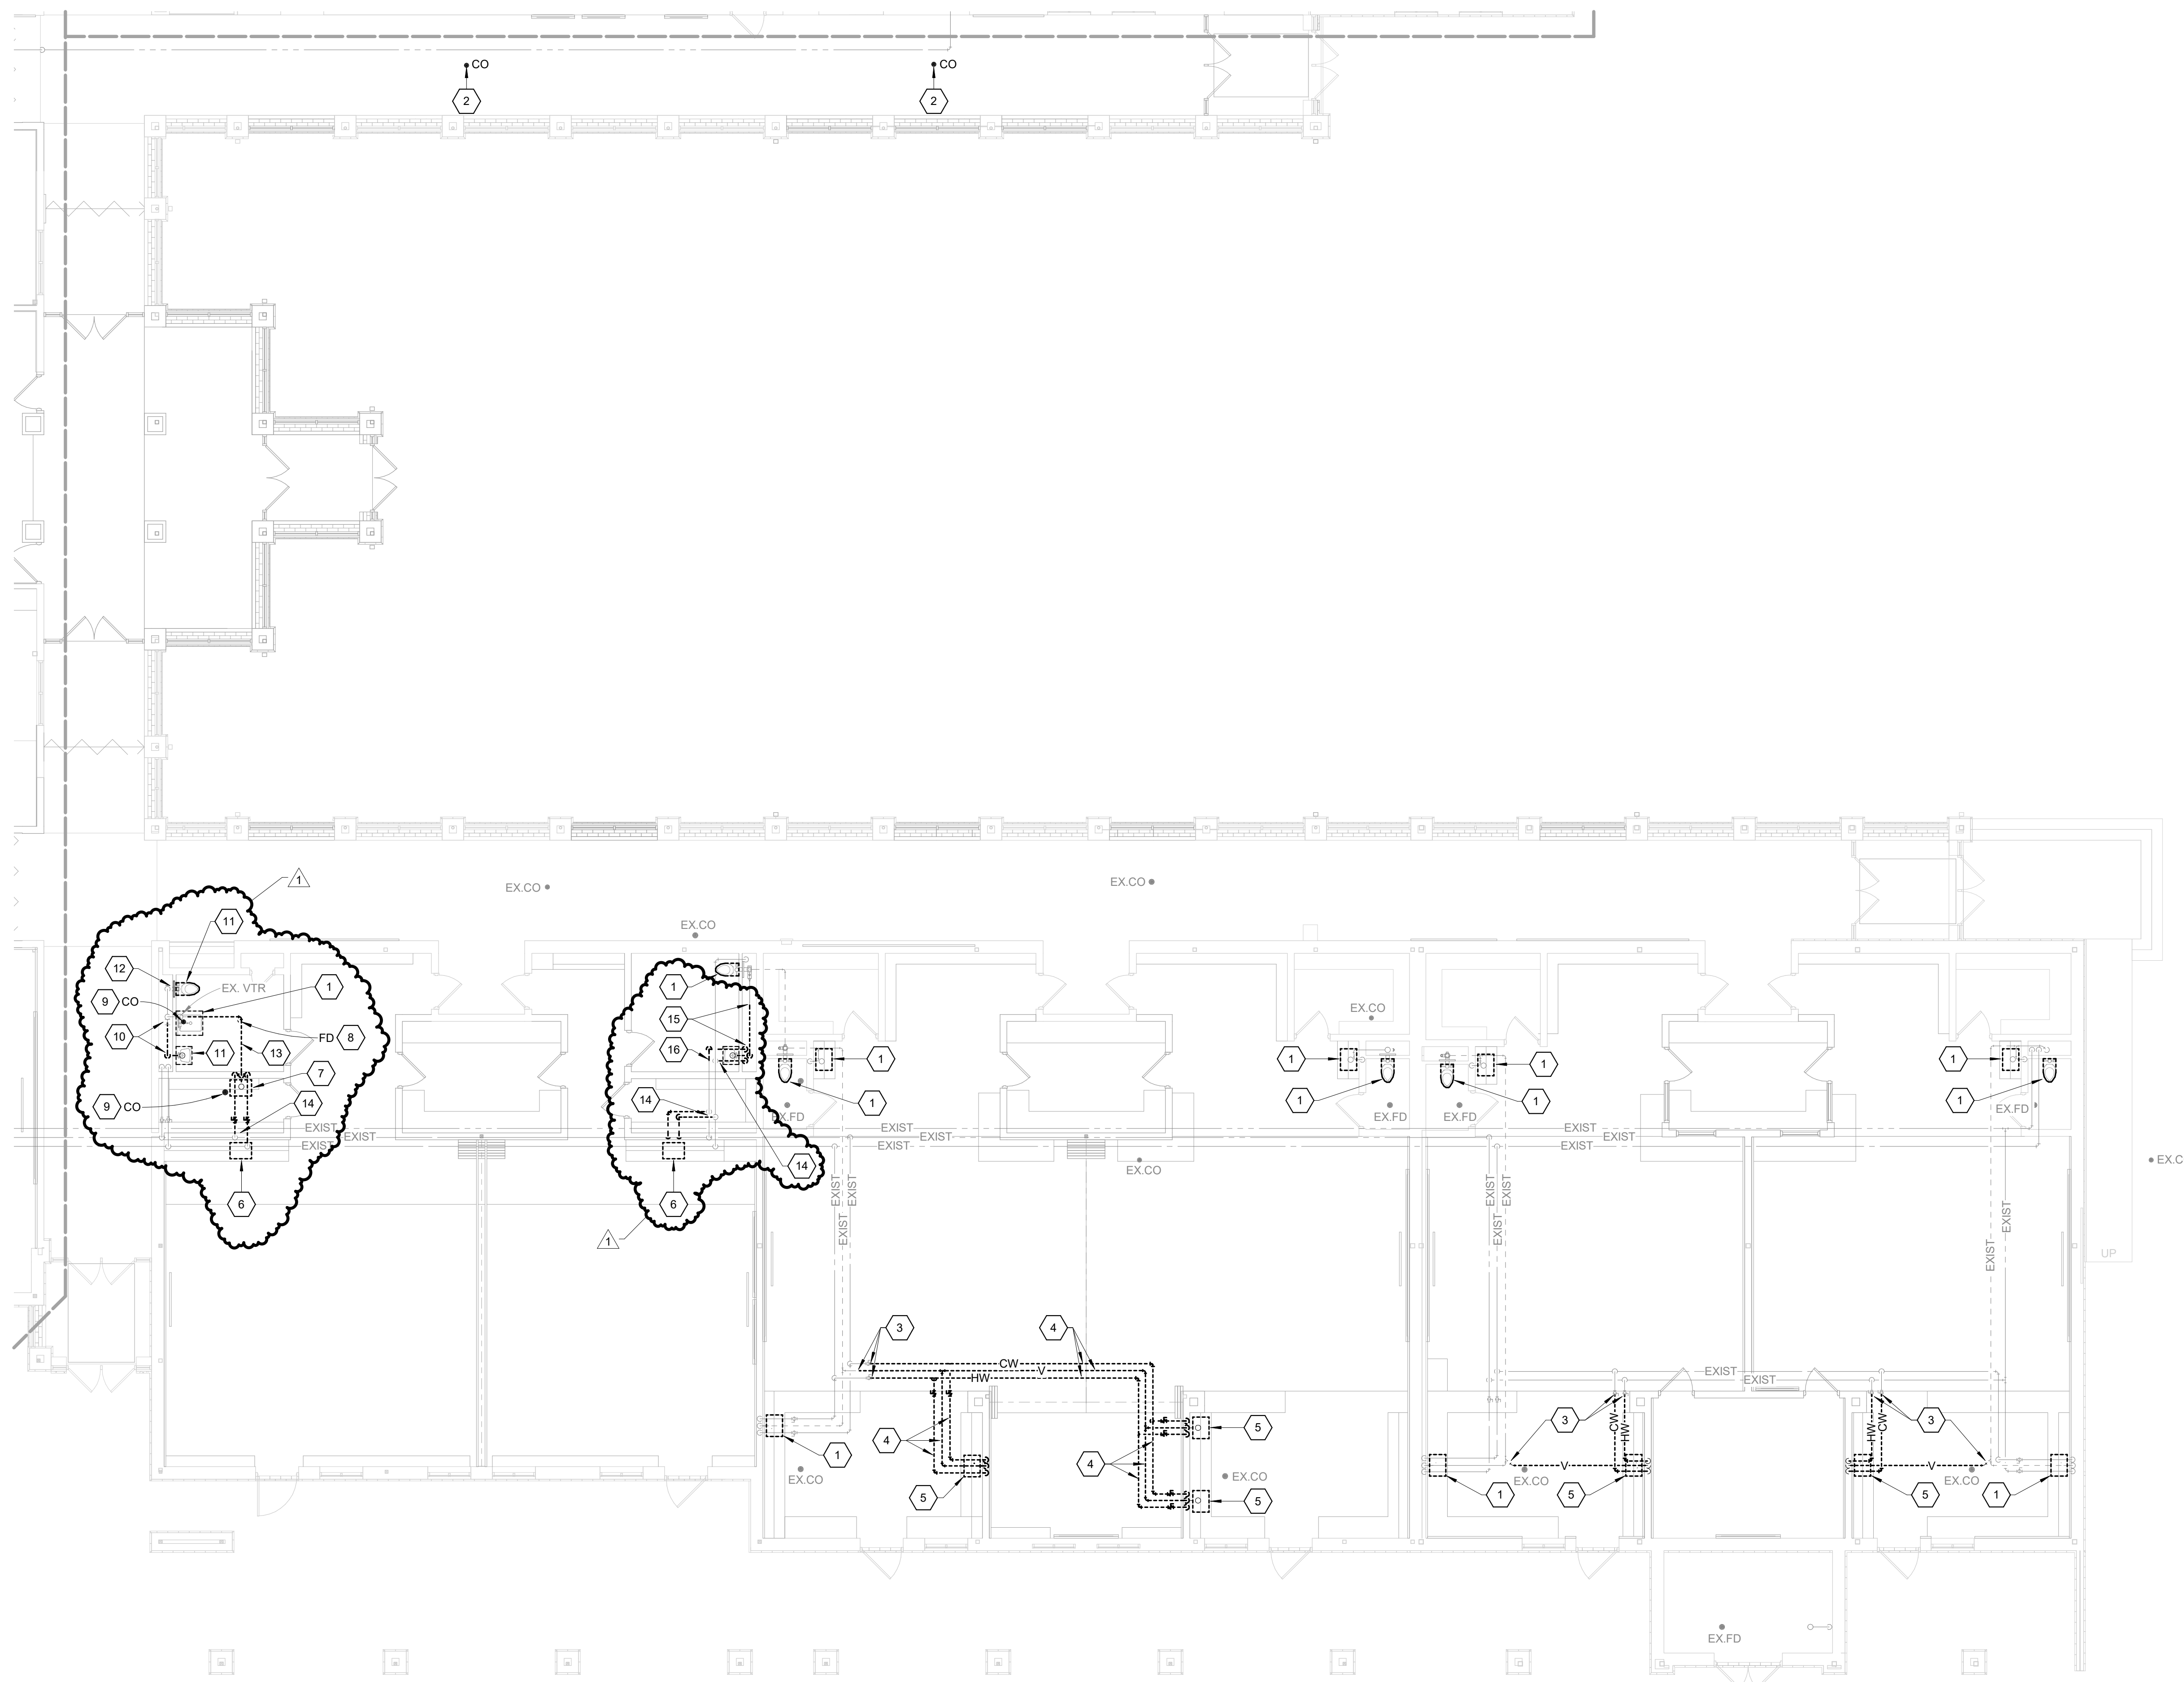 CO
CO
2
2
1
EX.CO
EX.CO
11
EX.CO
12
1
EX. VTR
1
9 CO
EX.CO
15
10
FD 8
11
13
16
1
1
1
1
7
1
1
1
1
14
14
9 CO
EX.FD
EX.FD
EX.FD
EX.FD
EXIST
EXIST
EXIST
EXIST
EXIST
EXIST
EXIST
EXIST
EXIST
EXIST
14
EX.CO
EX.C
6
6
EXIST
EXIST
EXIST
EXIST
EXIST
EXIST
EXIST
EXIST
1
UP
3
4
CW
V
HW
EXIST
EXIST
3
3
CW
HW
HW
CW
4
5
1
4
V
V
EX.CO
EX.CO
EX.CO
EX.CO
5
5
1
5
5
1
EX.FD